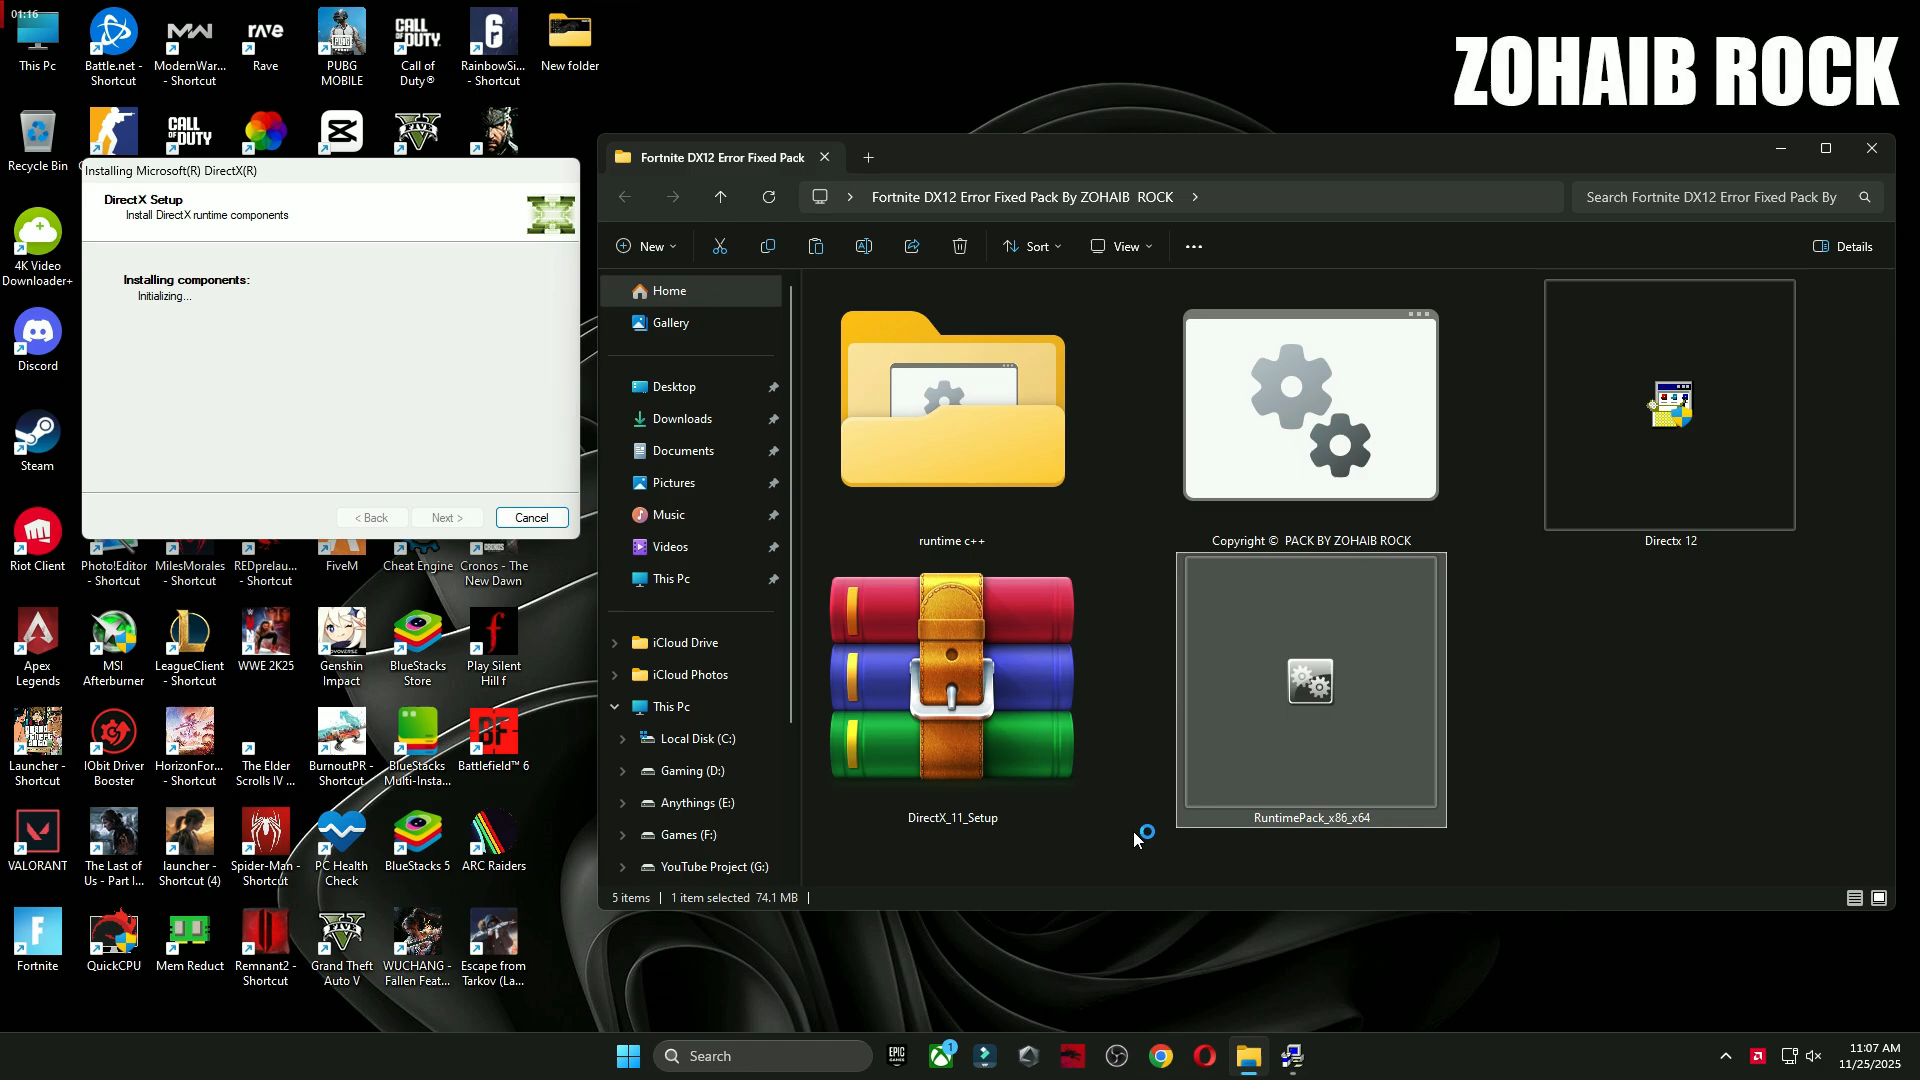 01:16
ZOHAIB ROCK
This Pc
Battle.net - Shortcut
ModernWar... - Shortcut
Rave
PUBG MOBILE
Call of Duty®
RainbowSi... - Shortcut
New folder
Recycle Bin
4K Video Downloader+
Discord
Steam
Riot Client
Photo!Editor - Shortcut
MilesMorales - Shortcut
REDprelau... - Shortcut
FiveM
Cheat Engine
Cronos - The New Dawn
Apex Legends
MSI Afterburner
LeagueClient - Shortcut
WWE 2K25
Genshin Impact
BlueStacks Store
Play Silent Hill f
Launcher - Shortcut
IObit Driver Booster
HorizonFor... - Shortcut
The Elder Scrolls IV ...
BurnoutPR - Shortcut
BlueStacks Multi-Insta...
Battlefield™ 6
VALORANT
The Last of Us - Part I...
launcher - Shortcut (4)
Spider-Man - Shortcut
PC Health Check
BlueStacks 5
ARC Raiders
Fortnite
QuickCPU
Mem Reduct
Remnant2 - Shortcut
Grand Theft Auto V
WUCHANG - Fallen Feat...
Escape from Tarkov (La...
Installing Microsoft(R) DirectX(R)
DirectX Setup
Install DirectX runtime components
Installing components:
Initializing...
< Back
Next >
Cancel
Fortnite DX12 Error Fixed Pack
Fortnite DX12 Error Fixed Pack By ZOHAIB ROCK
Search Fortnite DX12 Error Fixed Pack By
New
Sort
View
Details
Home
Gallery
Desktop
Downloads
Documents
Pictures
Music
Videos
This Pc
iCloud Drive
iCloud Photos
This Pc
Local Disk (C:)
Gaming (D:)
Anythings (E:)
Games (F:)
YouTube Project (G:)
runtime c++
Copyright © PACK BY ZOHAIB ROCK
Directx 12
DirectX_11_Setup
RuntimePack_x86_x64
5 items
1 item selected 74.1 MB
Search
1
11:07 AM
11/25/2025